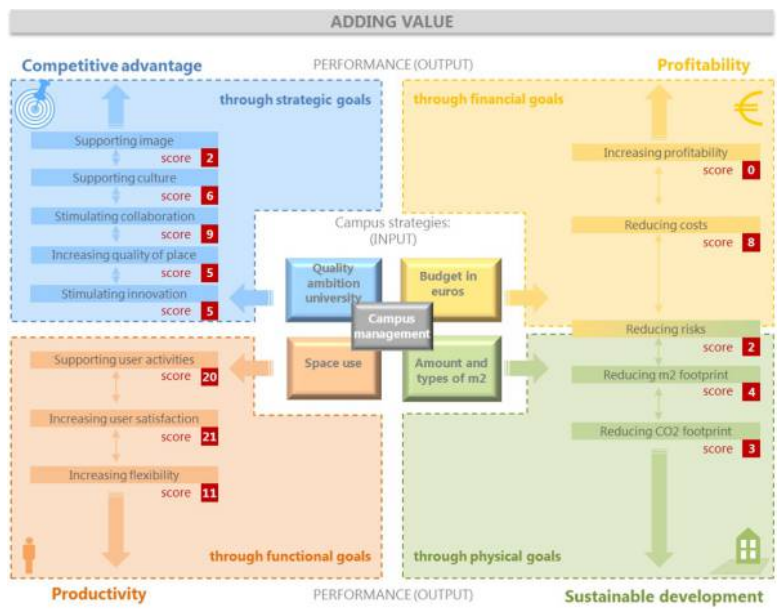 ADDING VALUE
Competitive advantage
PERFORMANCE (OUTPUT)
Profitability
through strategic goals
through financial goals
Supporting image
score 2
Supporting culture
score 6
Stimulating collaboration
score 9
Increasing quality of place
score 5
Stimulating innovation
score 5
Increasing profitability
score 0
Reducing costs
score 8
Campus strategies:
(INPUT)
Quality
ambition
university
Budget in
euros
Campus
management
Space use
Amount and
types of m2
Supporting user activities
score 20
Increasing user satisfaction
score 21
Increasing flexibility
score 11
Reducing risks
score 2
Reducing m2 footprint
score 4
Reducing CO2 footprint
score 3
through functional goals
through physical goals
Productivity
PERFORMANCE (OUTPUT)
Sustainable development